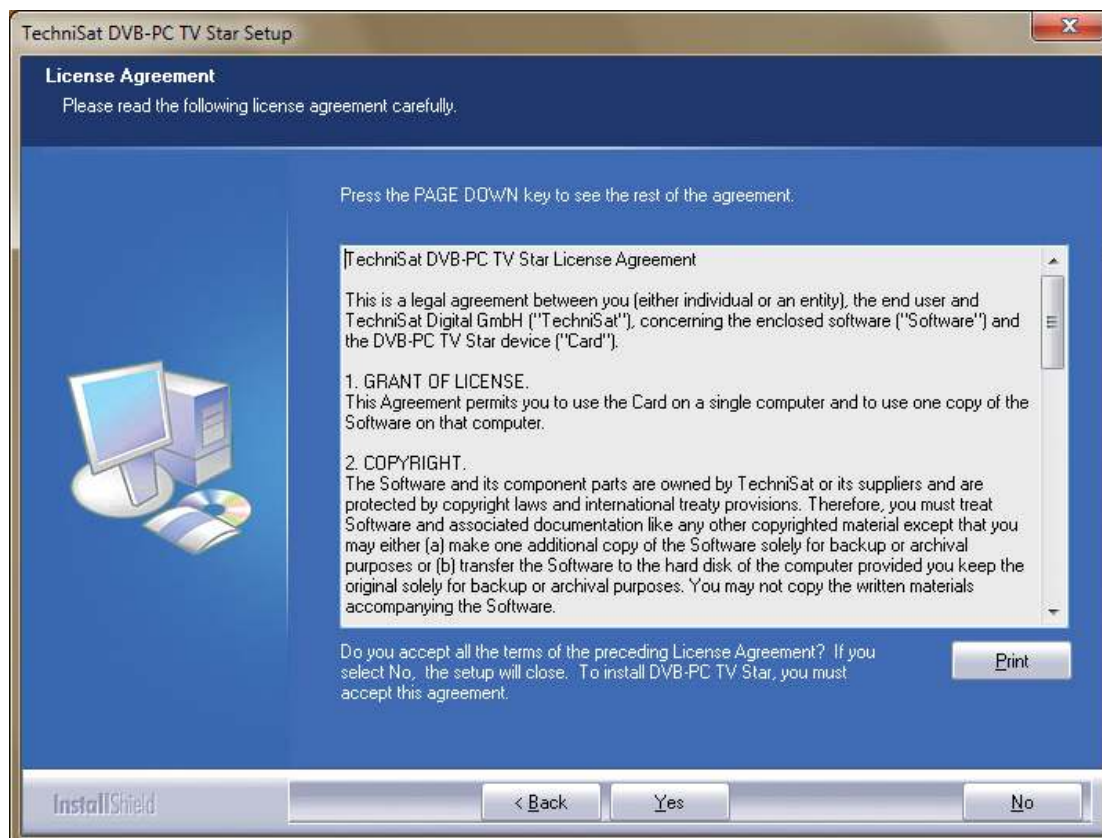 TechniSat DVB-PC TV Star Setup
License Agreement
Please read the following license agreement carefully.
Press the PAGE DOWN key to see the rest of the agreement.
TechniSat DVB-PC TV Star License Agreement
This is a legal agreement between you (either individual or an entity), the end user and
TechniSat Digital GmbH ("TechniSat"), concerning the enclosed software ("Software") and
the DVB-PC TV Star device ("Card").
1. GRANT OF LICENSE.
This Agreement permits you to use the Card on a single computer and to use one copy of the
Software on that computer.
2. COPYRIGHT.
The Software and its component parts are owned by TechniSat or its suppliers and are
protected by copyright laws and international treaty provisions. Therefore, you must treat
Software and associated documentation like any other copyrighted material except that you
may either (a) make one additional copy of the Software solely for backup or archival
purposes or (b) transfer the Software to the hard disk of the computer provided you keep the
original solely for backup or archival purposes. You may not copy the written materials
accompanying the Software.
Do you accept all the terms of the preceding License Agreement? If you
select No, the setup will close. To install DVB-PC TV Star, you must
accept this agreement.
Print
InstallShield
< Back
Yes
No